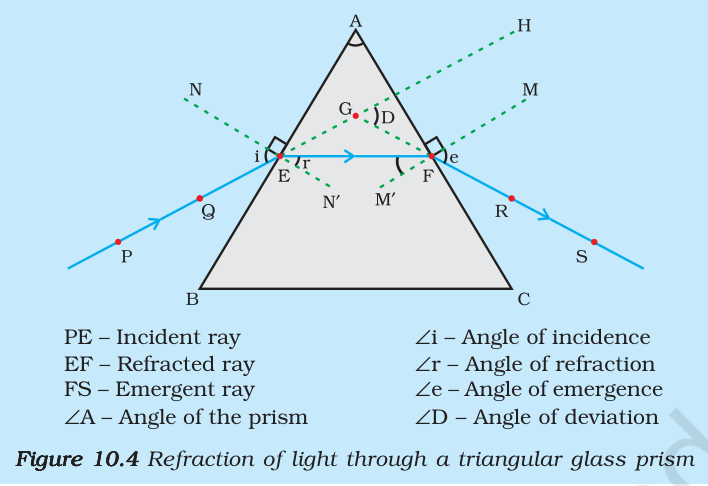 A
H
N
M
G
D
i
r
e
E
F
N′
M′
Q
R
P
S
B
C
PE – Incident ray
EF – Refracted ray
FS – Emergent ray
∠A – Angle of the prism
∠i – Angle of incidence
∠r – Angle of refraction
∠e – Angle of emergence
∠D – Angle of deviation
Figure 10.4 Refraction of light through a triangular glass prism